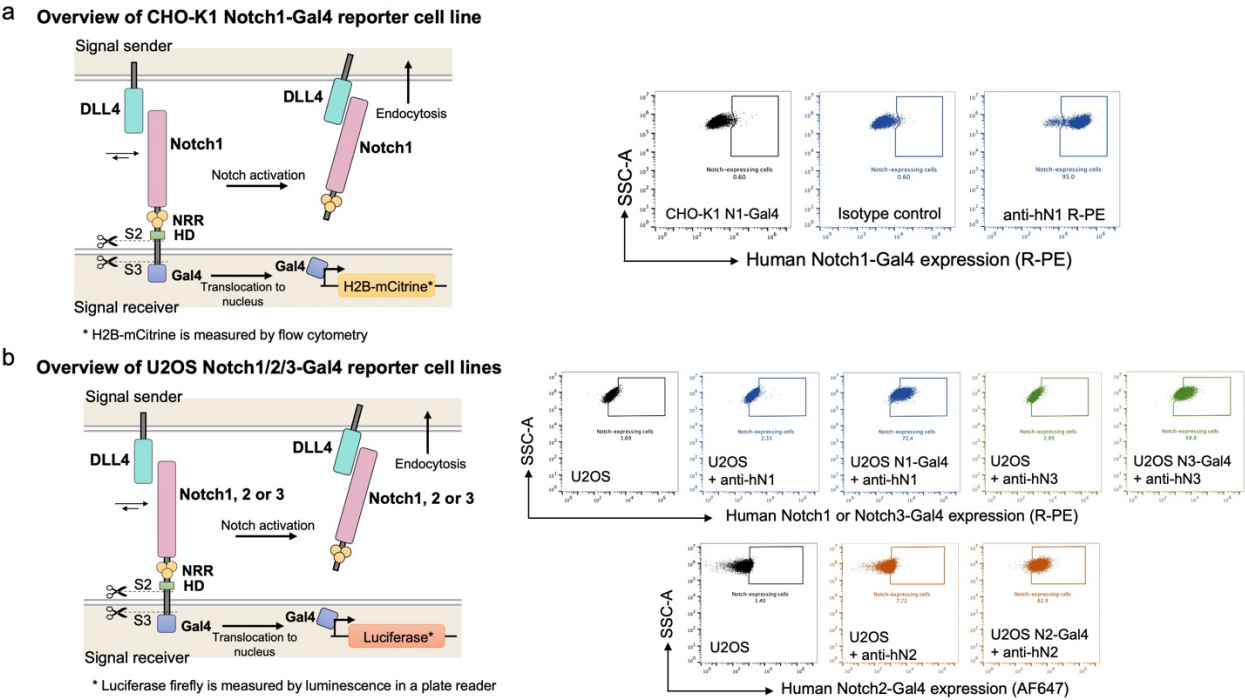 a
Overview of CHO-K1 Notch1-Gal4 reporter cell line
Signal sender
DLL4
Notch1
DLL4
Endocytosis
Notch1
Notch activation
NRR
HD
S2
S3
Gal4
Translocation to
nucleus
Gal4
H2B-mCitrine*
Signal receiver
* H2B-mCitrine is measured by flow cytometry
SSC-A
Notch-expressing cells
0.60
CHO-K1 N1-Gal4
Notch-expressing cells
0.60
Isotype control
Notch-expressing cells
95.0
anti-hN1 R-PE
Human Notch1-Gal4 expression (R-PE)
b
Overview of U2OS Notch1/2/3-Gal4 reporter cell lines
Signal sender
DLL4
Notch1, 2 or 3
DLL4
Endocytosis
Notch1, 2 or 3
Notch activation
NRR
HD
S2
S3
Gal4
Translocation to
nucleus
Gal4
Luciferase*
Signal receiver
* Luciferase firefly is measured by luminescence in a plate reader
SSC-A
Notch-expressing cells
1.69
U2OS
Notch-expressing cells
2.33
U2OS
+ anti-hN1
Notch-expressing cells
72.4
U2OS N1-Gal4
+ anti-hN1
Notch-expressing cells
2.89
U2OS
+ anti-hN3
Notch-expressing cells
68.8
U2OS N3-Gal4
+ anti-hN3
Human Notch1 or Notch3-Gal4 expression (R-PE)
SSC-A
Notch-expressing cells
1.40
U2OS
Notch-expressing cells
7.72
U2OS
+ anti-hN2
Notch-expressing cells
82.9
U2OS N2-Gal4
+ anti-hN2
Human Notch2-Gal4 expression (AF647)